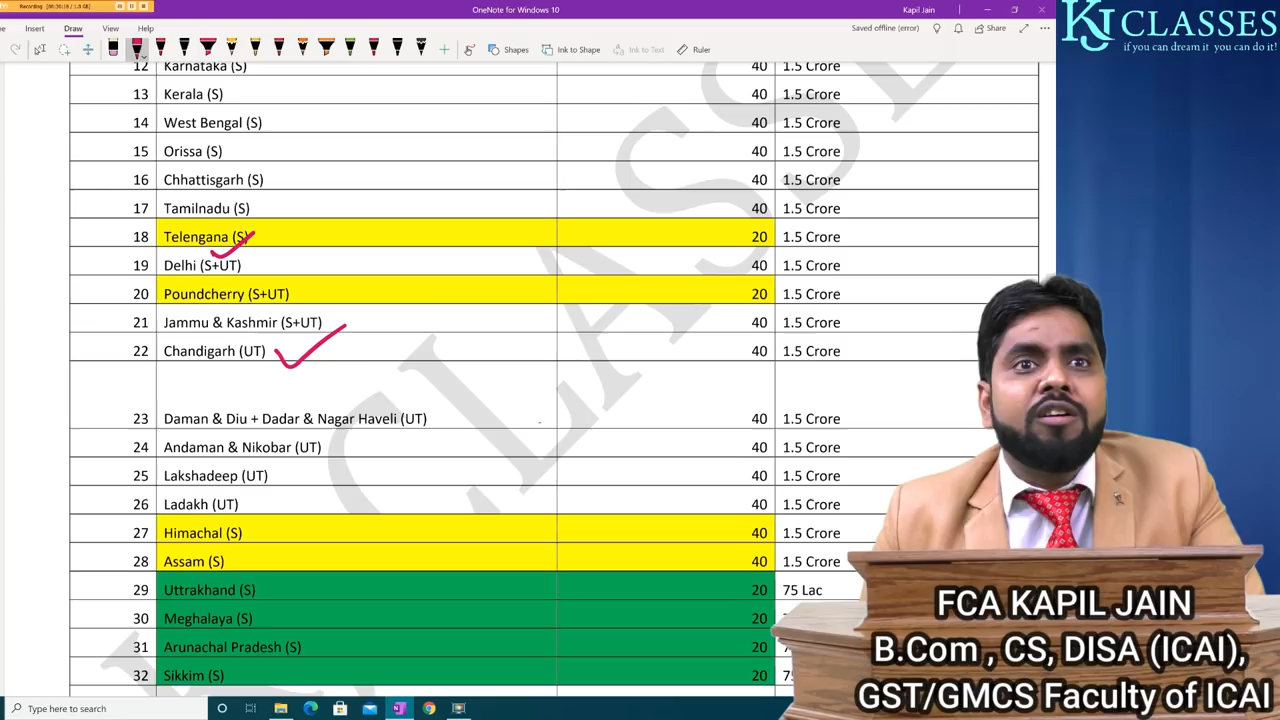 Recording [00:00:28 / 1.0 GB]
OneNote for Windows 10
Kapil Jain
Insert
Draw
View
Help
Saved offline (error)
Share
Shapes
Ink to Shape
Ink to Text
Ruler
KJ CLASSES
if you can dream it you can do it!
12 Karnataka (S) 40 1.5 Crore
13 Kerala (S) 40 1.5 Crore
14 West Bengal (S) 40 1.5 Crore
15 Orissa (S) 40 1.5 Crore
16 Chhattisgarh (S) 40 1.5 Crore
17 Tamilnadu (S) 40 1.5 Crore
18 Telengana (S) 20 1.5 Crore
19 Delhi (S+UT) 40 1.5 Crore
20 Poundcherry (S+UT) 20 1.5 Crore
21 Jammu & Kashmir (S+UT) 40 1.5 Crore
22 Chandigarh (UT) 40 1.5 Crore
23 Daman & Diu + Dadar & Nagar Haveli (UT) 40 1.5 Crore
24 Andaman & Nikobar (UT) 40 1.5 Crore
25 Lakshadeep (UT) 40 1.5 Crore
26 Ladakh (UT) 40 1.5 Crore
27 Himachal (S) 40 1.5 Crore
28 Assam (S) 40 1.5 Crore
29 Uttrakhand (S) 20 75 Lac
30 Meghalaya (S) 20
31 Arunachal Pradesh (S) 20
32 Sikkim (S) 20
CLASSE
FCA KAPIL JAIN
B.Com , CS, DISA (ICAI),
GST/GMCS Faculty of ICAI
Type here to search